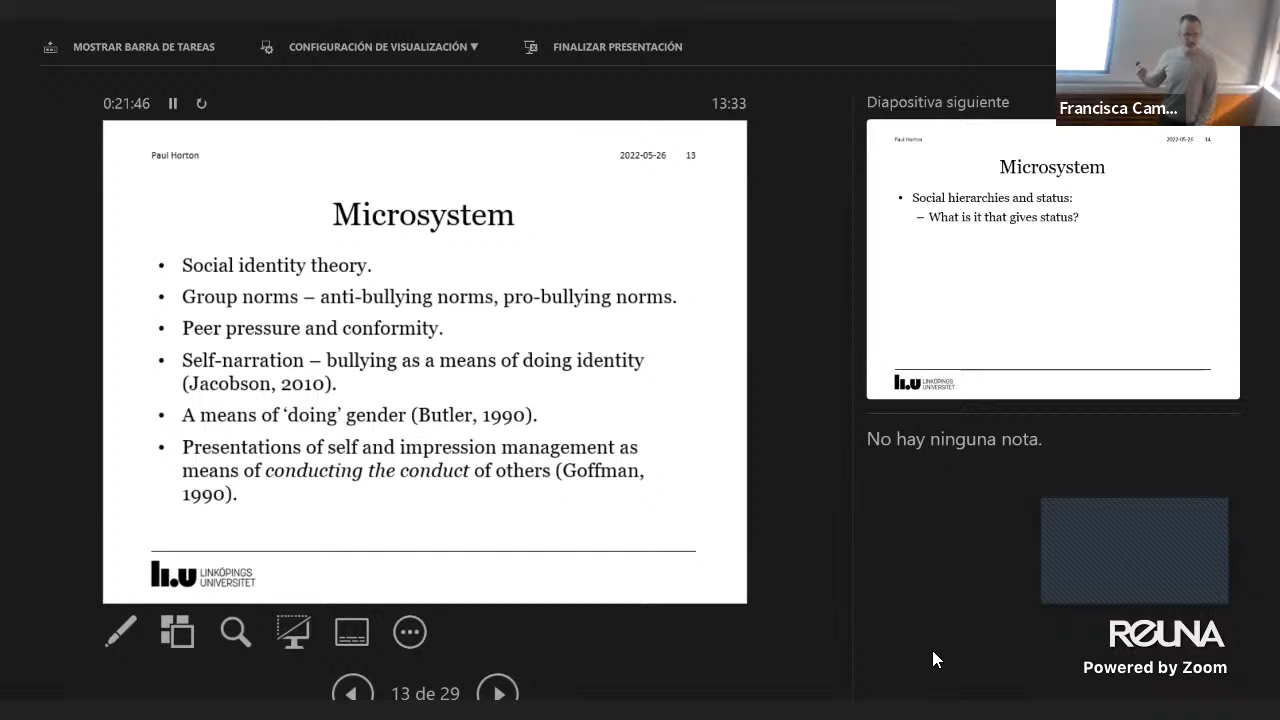 MOSTRAR BARRA DE TAREAS
CONFIGURACIÓN DE VISUALIZACIÓN ▼
FINALIZAR PRESENTACIÓN
Francisca Cam...
0:21:46
13:33
Paul Horton
2022-05-26 13
Microsystem
• Social identity theory.
• Group norms – anti-bullying norms, pro-bullying norms.
• Peer pressure and conformity.
• Self-narration – bullying as a means of doing identity
(Jacobson, 2010).
• A means of ‘doing’ gender (Butler, 1990).
• Presentations of self and impression management as
means of conducting the conduct of others (Goffman,
1990).
LiU LINKÖPINGS
UNIVERSITET
13 de 29
Diapositiva siguiente
Paul Horton
2022-05-26 14
Microsystem
• Social hierarchies and status:
– What is it that gives status?
LiU LINKÖPINGS
UNIVERSITET
No hay ninguna nota.
REUNA
Powered by Zoom